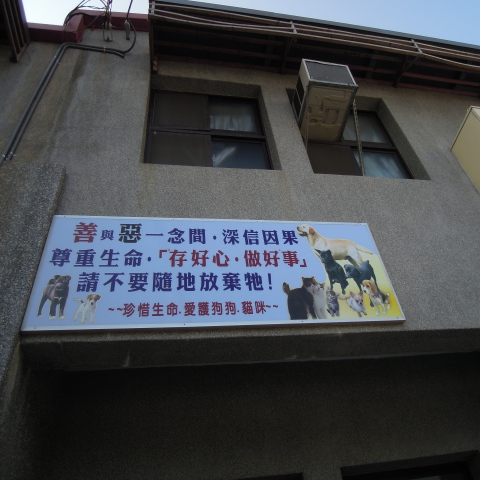 善與惡一念間·深信因果
尊重生命·「存好心·做好事」
請不要隨地放棄牠!
~~珍惜生命.愛護狗狗.貓咪~~